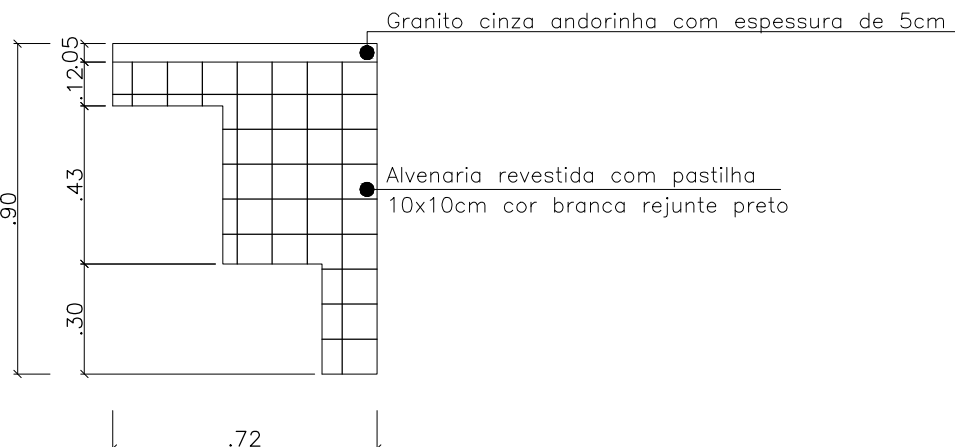 Granito cinza andorinha com espessura de 5cm
.05
.12
.43
.90
Alvenaria revestida com pastilha
10x10cm cor branca rejunte preto
.30
.72